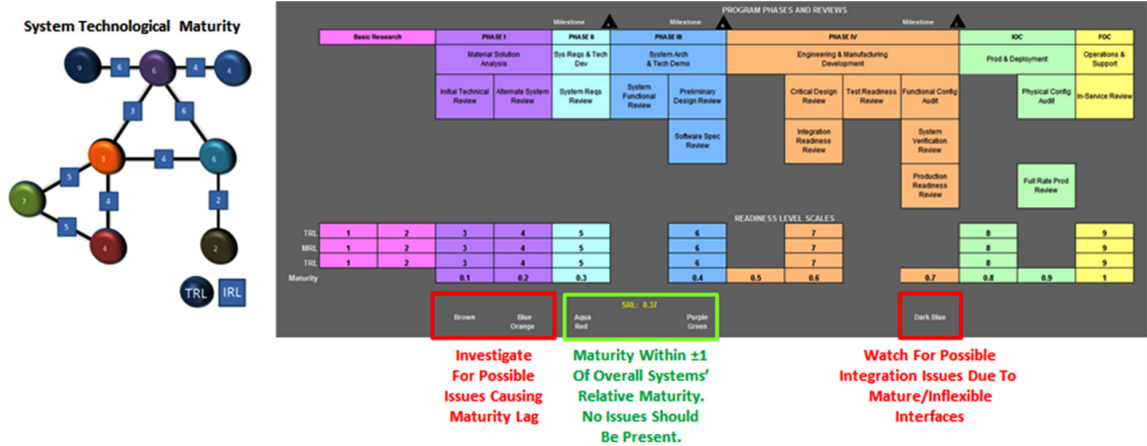 System Technological Maturity
9
6
6
4
4
3
6
3
4
6
5
7
4
2
5
4
2
TRL
IRL
PROGRAM PHASES AND REVIEWS
Milestone A Milestone B Milestone C
Basic Research PHASE I PHASE II PHASE III PHASE IV IOC FOC
Material Solution Analysis
Sys Reqs & Tech Dev
System Arch & Tech Demo
Engineering & Manufacturing Development
Prod & Deployment
Operations & Support
Initial Technical Review
Alternate System Review
System Reqs Review
System Functional Review
Preliminary Design Review
Critical Design Review
Test Readiness Review
Functional Config Audit
Physical Config Audit
In-Service Review
Software Spec Review
Integration Readiness Review
System Verification Review
Production Readiness Review
Full Rate Prod Review
READINESS LEVEL SCALES
TRL 1 2 3 4 5 6 7 8 9
MRL 1 2 3 4 5 6 7 8 9
TRL 1 2 3 4 5 6 7 8 9
Maturity 0.1 0.2 0.3 0.4 0.5 0.6 0.7 0.8 0.9 1
SRL: 0.37
Brown Blue Aqua Purple Dark Blue
Orange Red Green
Investigate
For Possible
Issues Causing
Maturity Lag
Maturity Within ±1
Of Overall Systems'
Relative Maturity.
No Issues Should
Be Present.
Watch For Possible
Integration Issues Due To
Mature/Inflexible
Interfaces